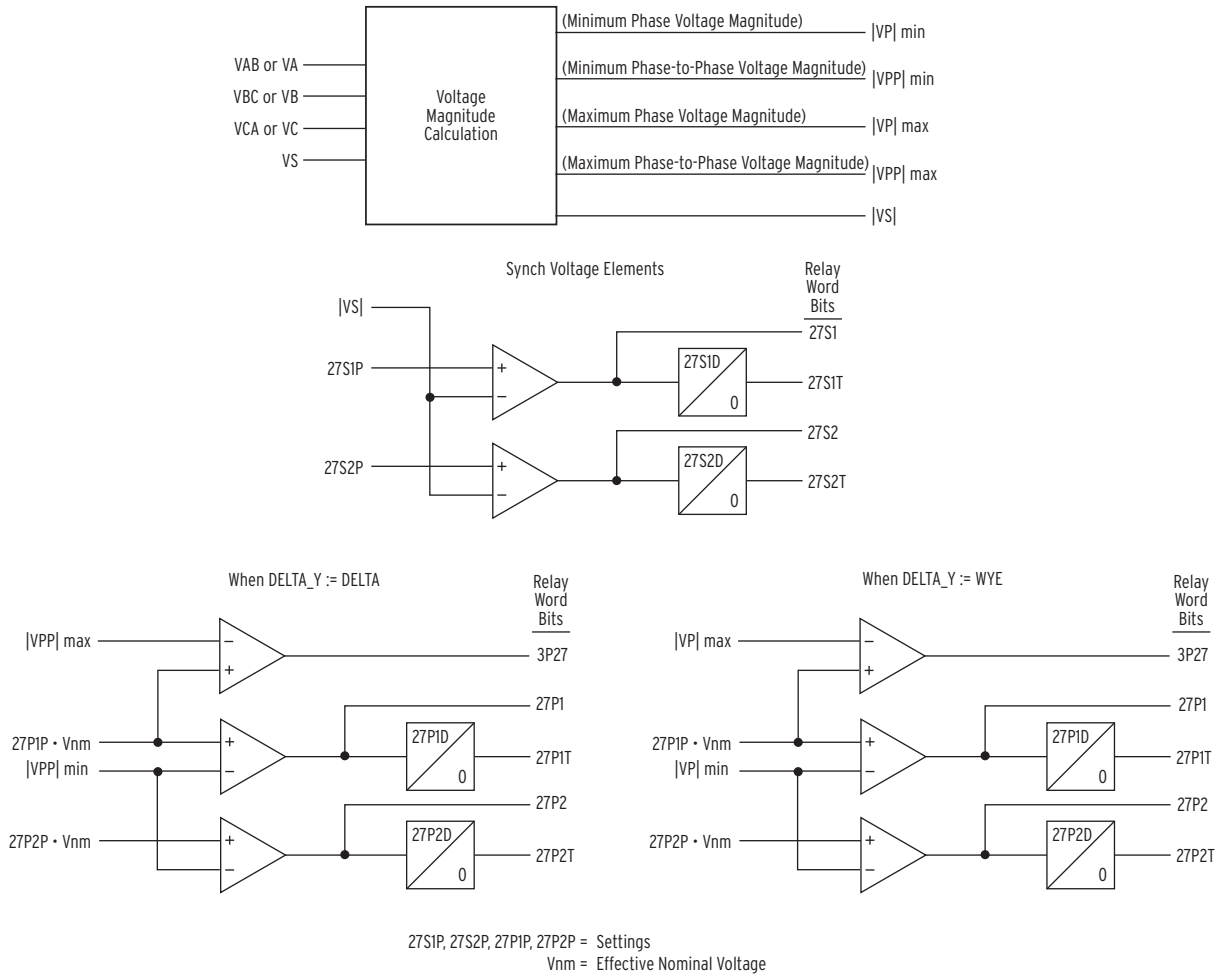 (Minimum Phase Voltage Magnitude)
|VP| min
VAB or VA
(Minimum Phase-to-Phase Voltage Magnitude)
|VPP| min
VBC or VB
Voltage
Magnitude
Calculation
(Maximum Phase Voltage Magnitude)
|VP| max
VCA or VC
VS
(Maximum Phase-to-Phase Voltage Magnitude)
|VPP| max
|VS|
Synch Voltage Elements
Relay
Word
Bits
|VS|
27S1
27S1P
+
−
27S1D
0
27S1T
27S2
27S2P
+
−
27S2D
0
27S2T
When DELTA_Y := DELTA
Relay
Word
Bits
|VPP| max
−
+
3P27
27P1
27P1P • Vnm
|VPP| min
+
−
27P1D
0
27P1T
27P2
27P2P • Vnm
+
−
27P2D
0
27P2T
When DELTA_Y := WYE
Relay
Word
Bits
|VP| max
−
+
3P27
27P1
27P1P • Vnm
|VP| min
+
−
27P1D
0
27P1T
27P2
27P2P • Vnm
+
−
27P2D
0
27P2T
27S1P, 27S2P, 27P1P, 27P2P = Settings
Vnm = Effective Nominal Voltage